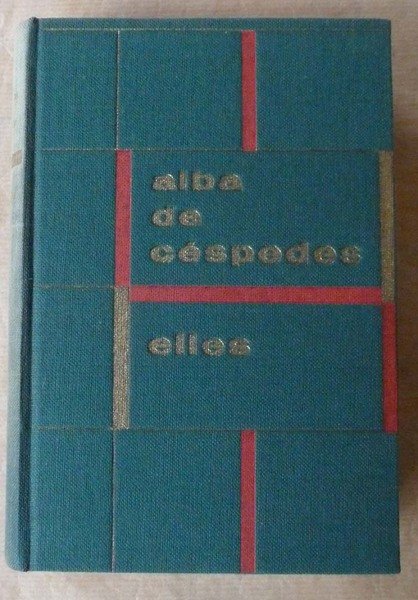 alba
de
céspedes
elles